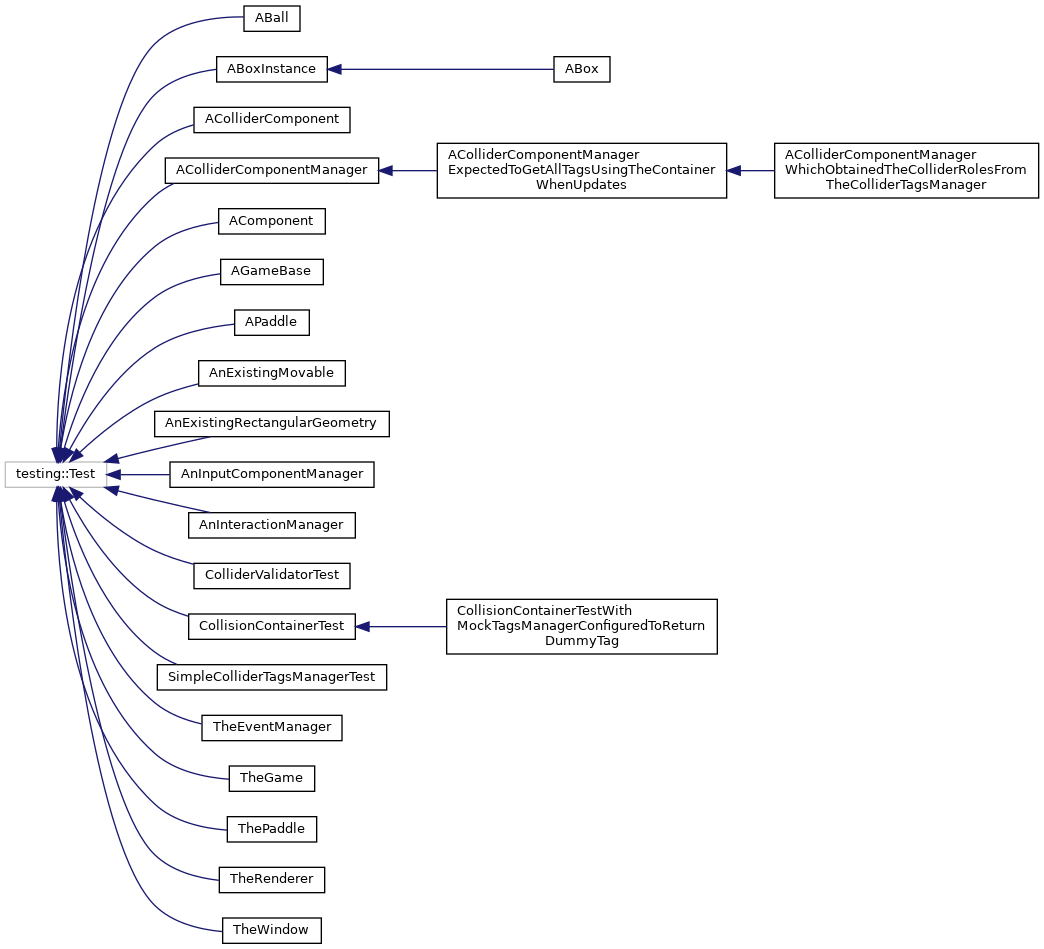 ABall
ABoxInstance
ABox
AColliderComponent
AColliderComponentManager
AColliderComponentManager
ExpectedToGetAllTagsUsingTheContainer
WhenUpdates
AColliderComponentManager
WhichObtainedTheColliderRolesFrom
TheColliderTagsManager
AComponent
AGameBase
APaddle
AnExistingMovable
AnExistingRectangularGeometry
testing::Test
AnInputComponentManager
AnInteractionManager
ColliderValidatorTest
CollisionContainerTest
CollisionContainerTestWith
MockTagsManagerConfiguredToReturn
DummyTag
SimpleColliderTagsManagerTest
TheEventManager
TheGame
ThePaddle
TheRenderer
TheWindow